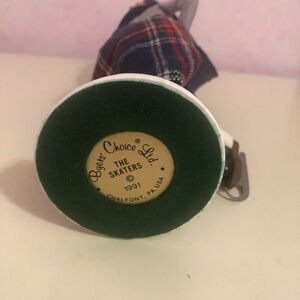 Byers' Choice® Ltd.
THE
SKATERS
©
1991
CHALFONT, PA. USA